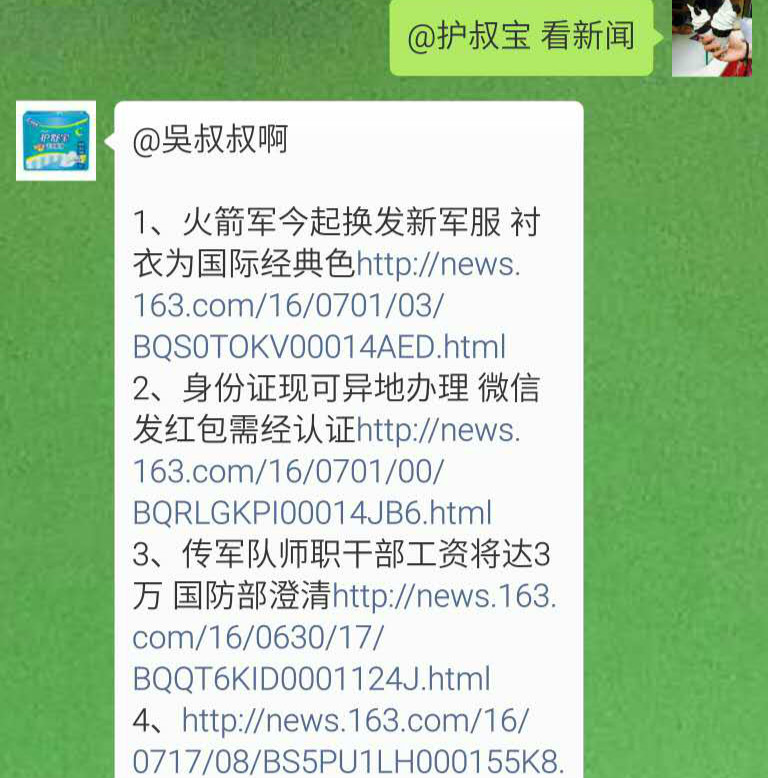 @护叔宝 看新闻
护舒宝
@吳叔叔啊
1、火箭军今起换发新军服 衬
衣为国际经典色http://news.
163.com/16/0701/03/
BQS0TOKV00014AED.html
2、身份证现可异地办理 微信
发红包需经认证http://news.
163.com/16/0701/00/
BQRLGKPI00014JB6.html
3、传军队师职干部工资将达3
万 国防部澄清http://news.163.
com/16/0630/17/
BQQT6KID0001124J.html
4、http://news.163.com/16/
0717/08/BS5PU1LH000155K8.